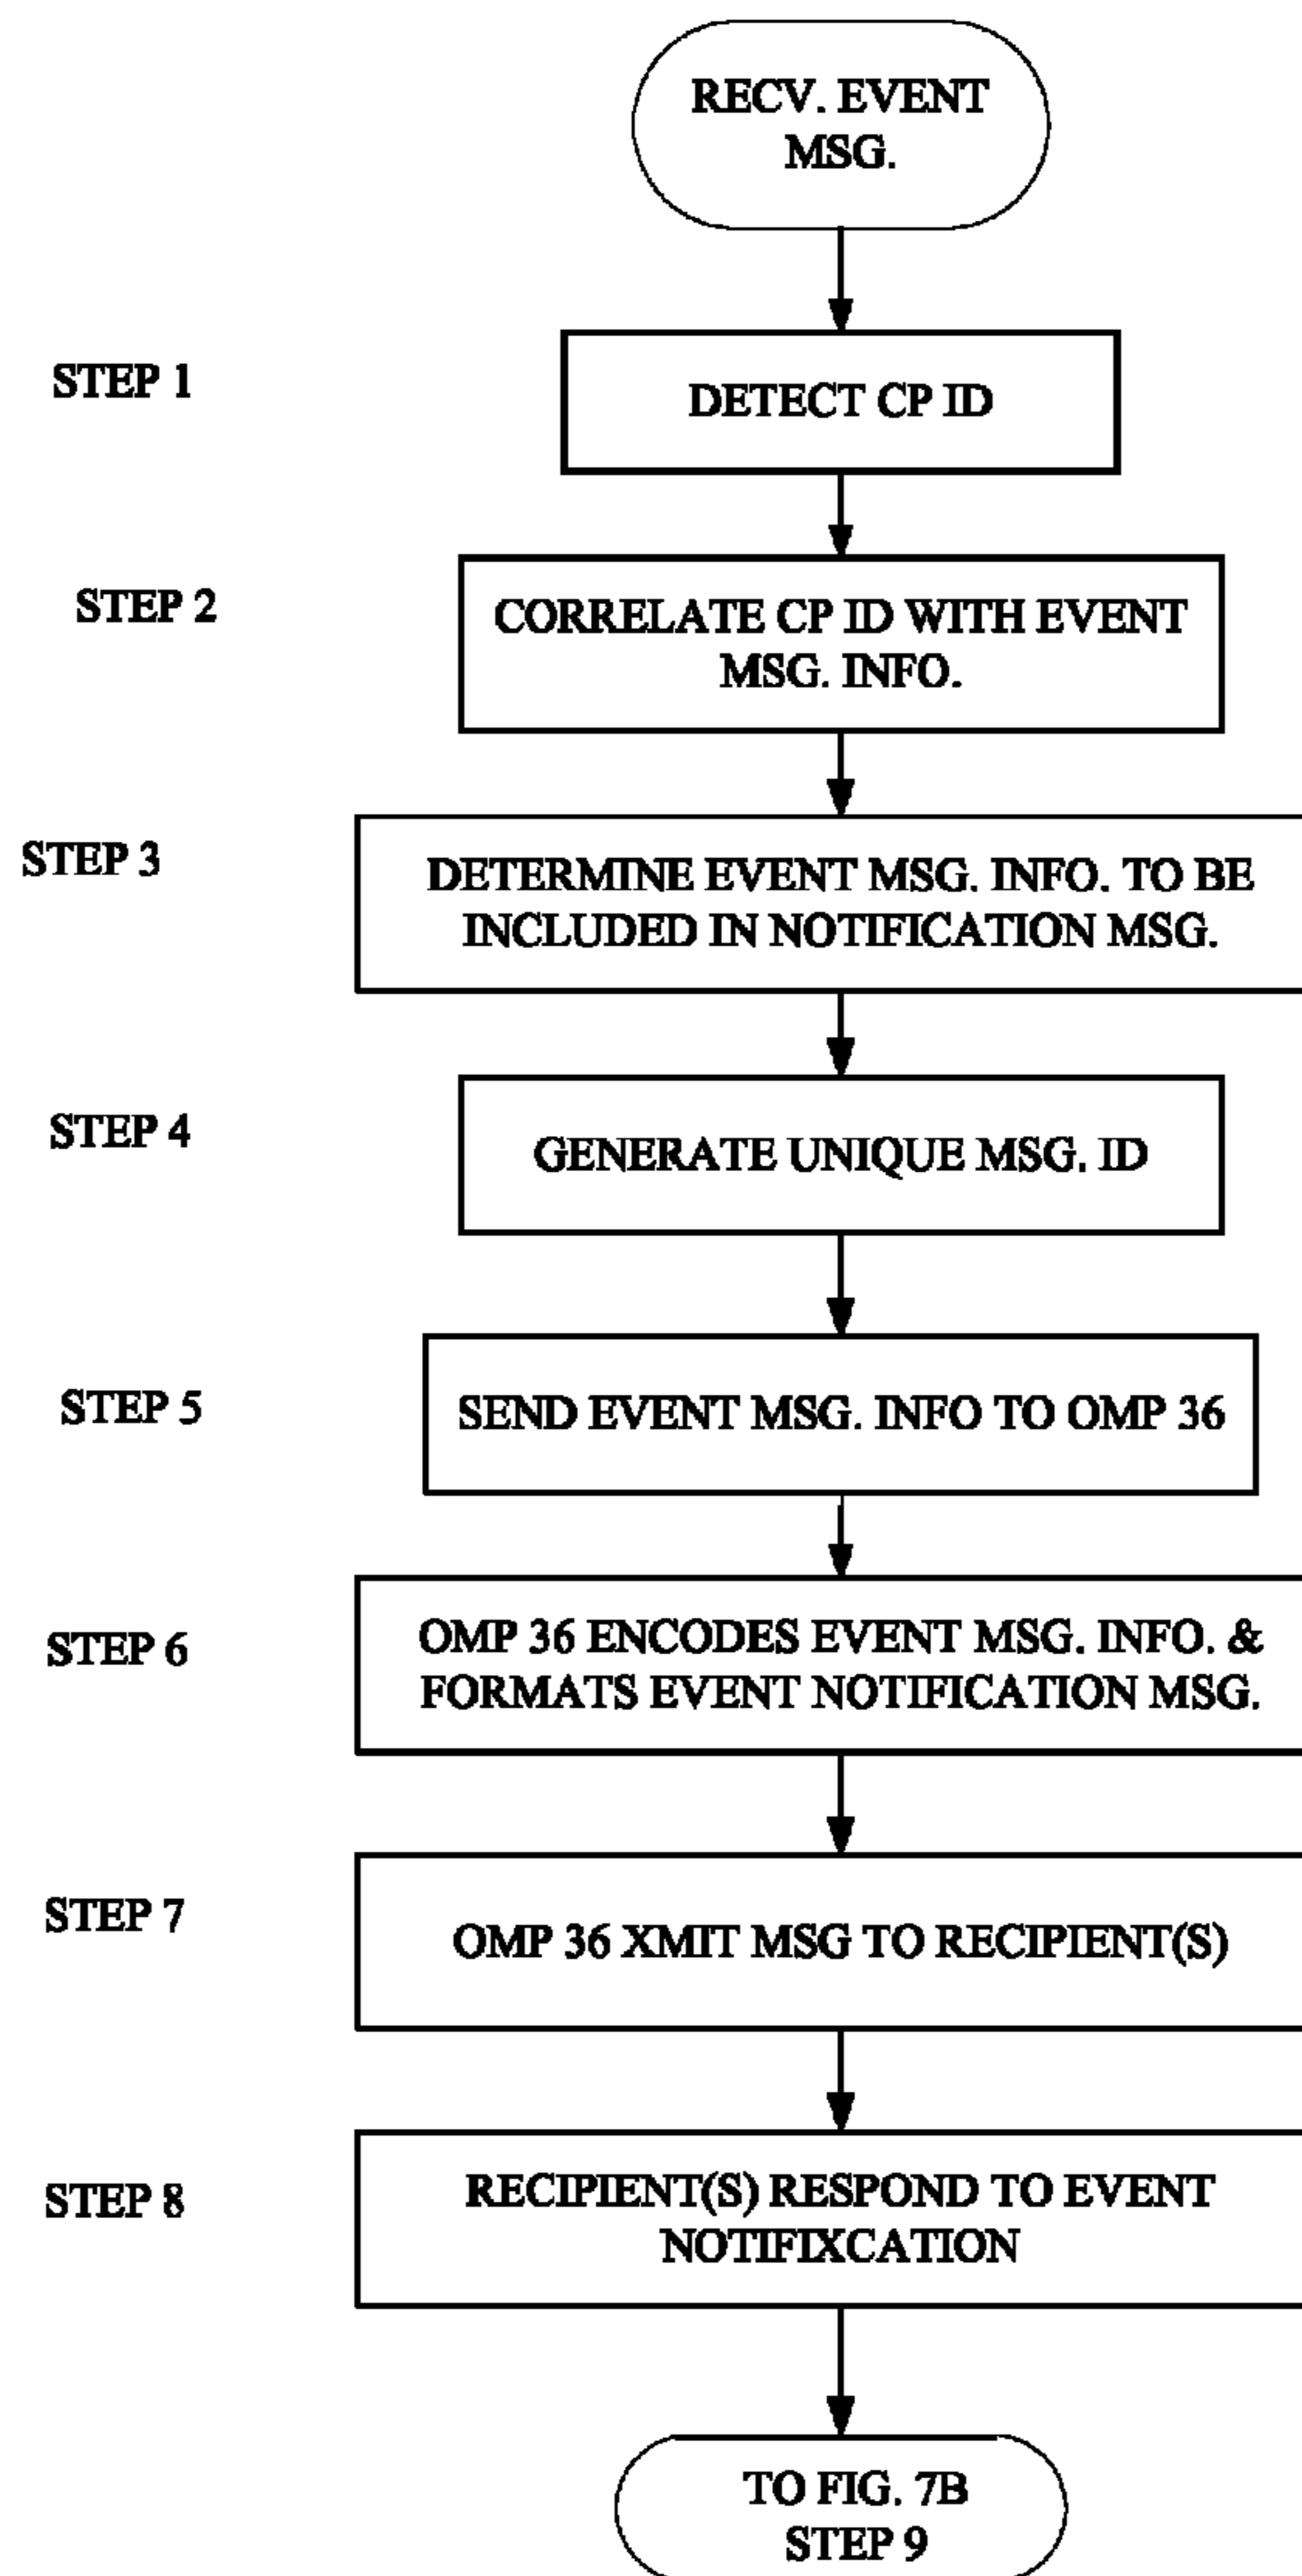 RECV. EVENT
MSG.
STEP 1
DETECT CP ID
STEP 2
CORRELATE CP ID WITH EVENT
MSG. INFO.
STEP 3
DETERMINE EVENT MSG. INFO. TO BE
INCLUDED IN NOTIFICATION MSG.
STEP 4
GENERATE UNIQUE MSG. ID
STEP 5
SEND EVENT MSG. INFO TO OMP 36
STEP 6
OMP 36 ENCODES EVENT MSG. INFO. &
FORMATS EVENT NOTIFICATION MSG.
STEP 7
OMP 36 XMIT MSG TO RECIPIENT(S)
STEP 8
RECIPIENT(S) RESPOND TO EVENT
NOTIFIXCATION
TO FIG. 7B
STEP 9